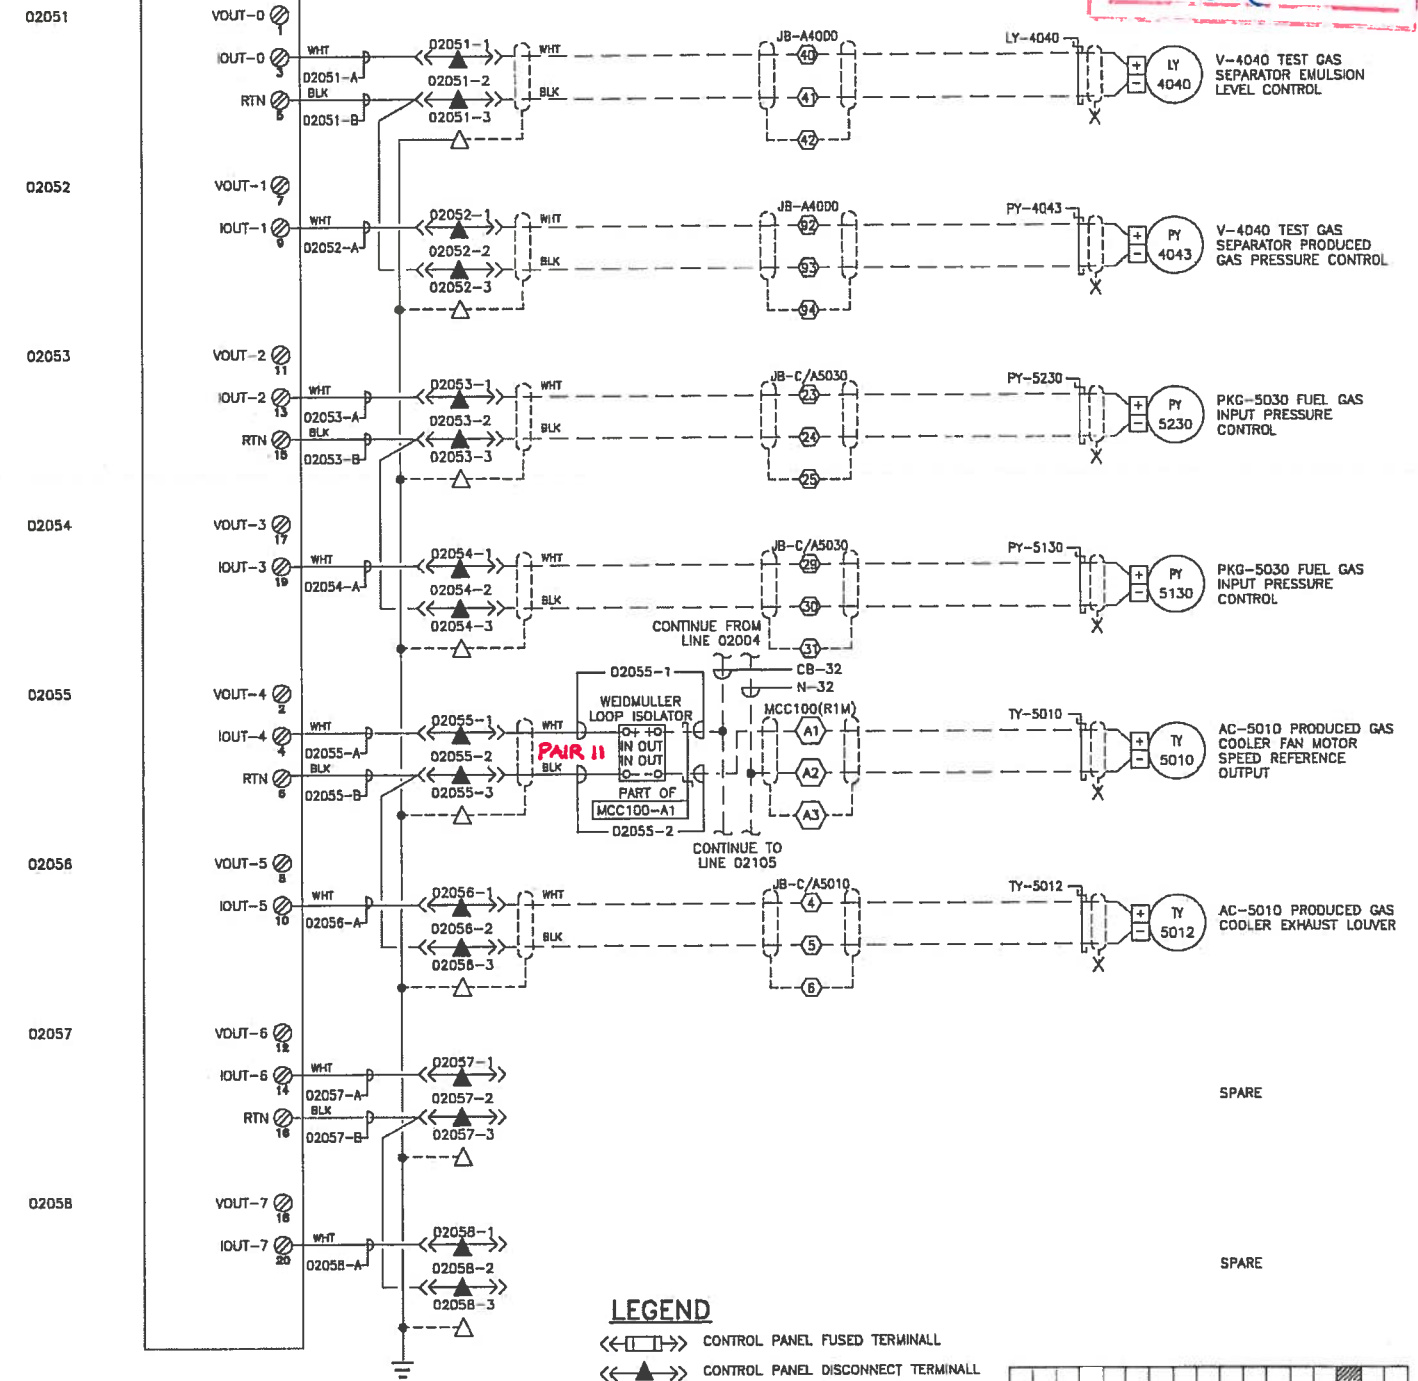 02051
VOUT-0
1
IOUT-0
3
WHT
02051-A
RTN
5
BLK
02051-B
02051-1
02051-2
02051-3
WHT
BLK
JB-A4000
40
41
42
LY-4040
+
-
LY
4040
V-4040 TEST GAS
SEPARATOR EMULSION
LEVEL CONTROL
02052
VOUT-1
7
IOUT-1
9
WHT
02052-A
02052-1
02052-2
02052-3
WHT
BLK
JB-A4000
92
93
94
PY-4043
+
-
PY
4043
V-4040 TEST GAS
SEPARATOR PRODUCED
GAS PRESSURE CONTROL
02053
VOUT-2
11
IOUT-2
13
WHT
02053-A
RTN
15
BLK
02053-B
02053-1
02053-2
02053-3
WHT
BLK
JB-C/A5030
23
24
25
PY-5230
+
-
PY
5230
PKG-5030 FUEL GAS
INPUT PRESSURE
CONTROL
02054
VOUT-3
17
IOUT-3
19
WHT
02054-A
02054-1
02054-2
02054-3
WHT
BLK
JB-C/A5030
29
30
31
PY-5130
+
-
PY
5130
PKG-5030 FUEL GAS
INPUT PRESSURE
CONTROL
CONTINUE FROM
LINE 02004
CB-32
N-32
02055
VOUT-4
2
IOUT-4
4
WHT
02055-A
RTN
6
BLK
02055-B
02055-1
02055-2
02055-3
WHT
PAIR 11
BLK
02055-1
WEIDMULLER
LOOP ISOLATOR
+ +
IN OUT
IN OUT
- -
PART OF
MCC100-A1
02055-2
MCC100(R1M)
A1
A2
A3
TY-5010
+
-
TY
5010
AC-5010 PRODUCED GAS
COOLER FAN MOTOR
SPEED REFERENCE
OUTPUT
CONTINUE TO
LINE 02105
02056
VOUT-5
8
IOUT-5
10
WHT
02056-A
02056-1
02056-2
02056-3
WHT
BLK
JB-C/A5010
4
5
6
TY-5012
+
-
TY
5012
AC-5010 PRODUCED GAS
COOLER EXHAUST LOUVER
02057
VOUT-6
12
IOUT-6
14
WHT
02057-A
RTN
16
BLK
02057-B
02057-1
02057-2
02057-3
SPARE
02058
VOUT-7
18
IOUT-7
20
WHT
02058-A
02058-1
02058-2
02058-3
SPARE
LEGEND
CONTROL PANEL FUSED TERMINALL
CONTROL PANEL DISCONNECT TERMINALL